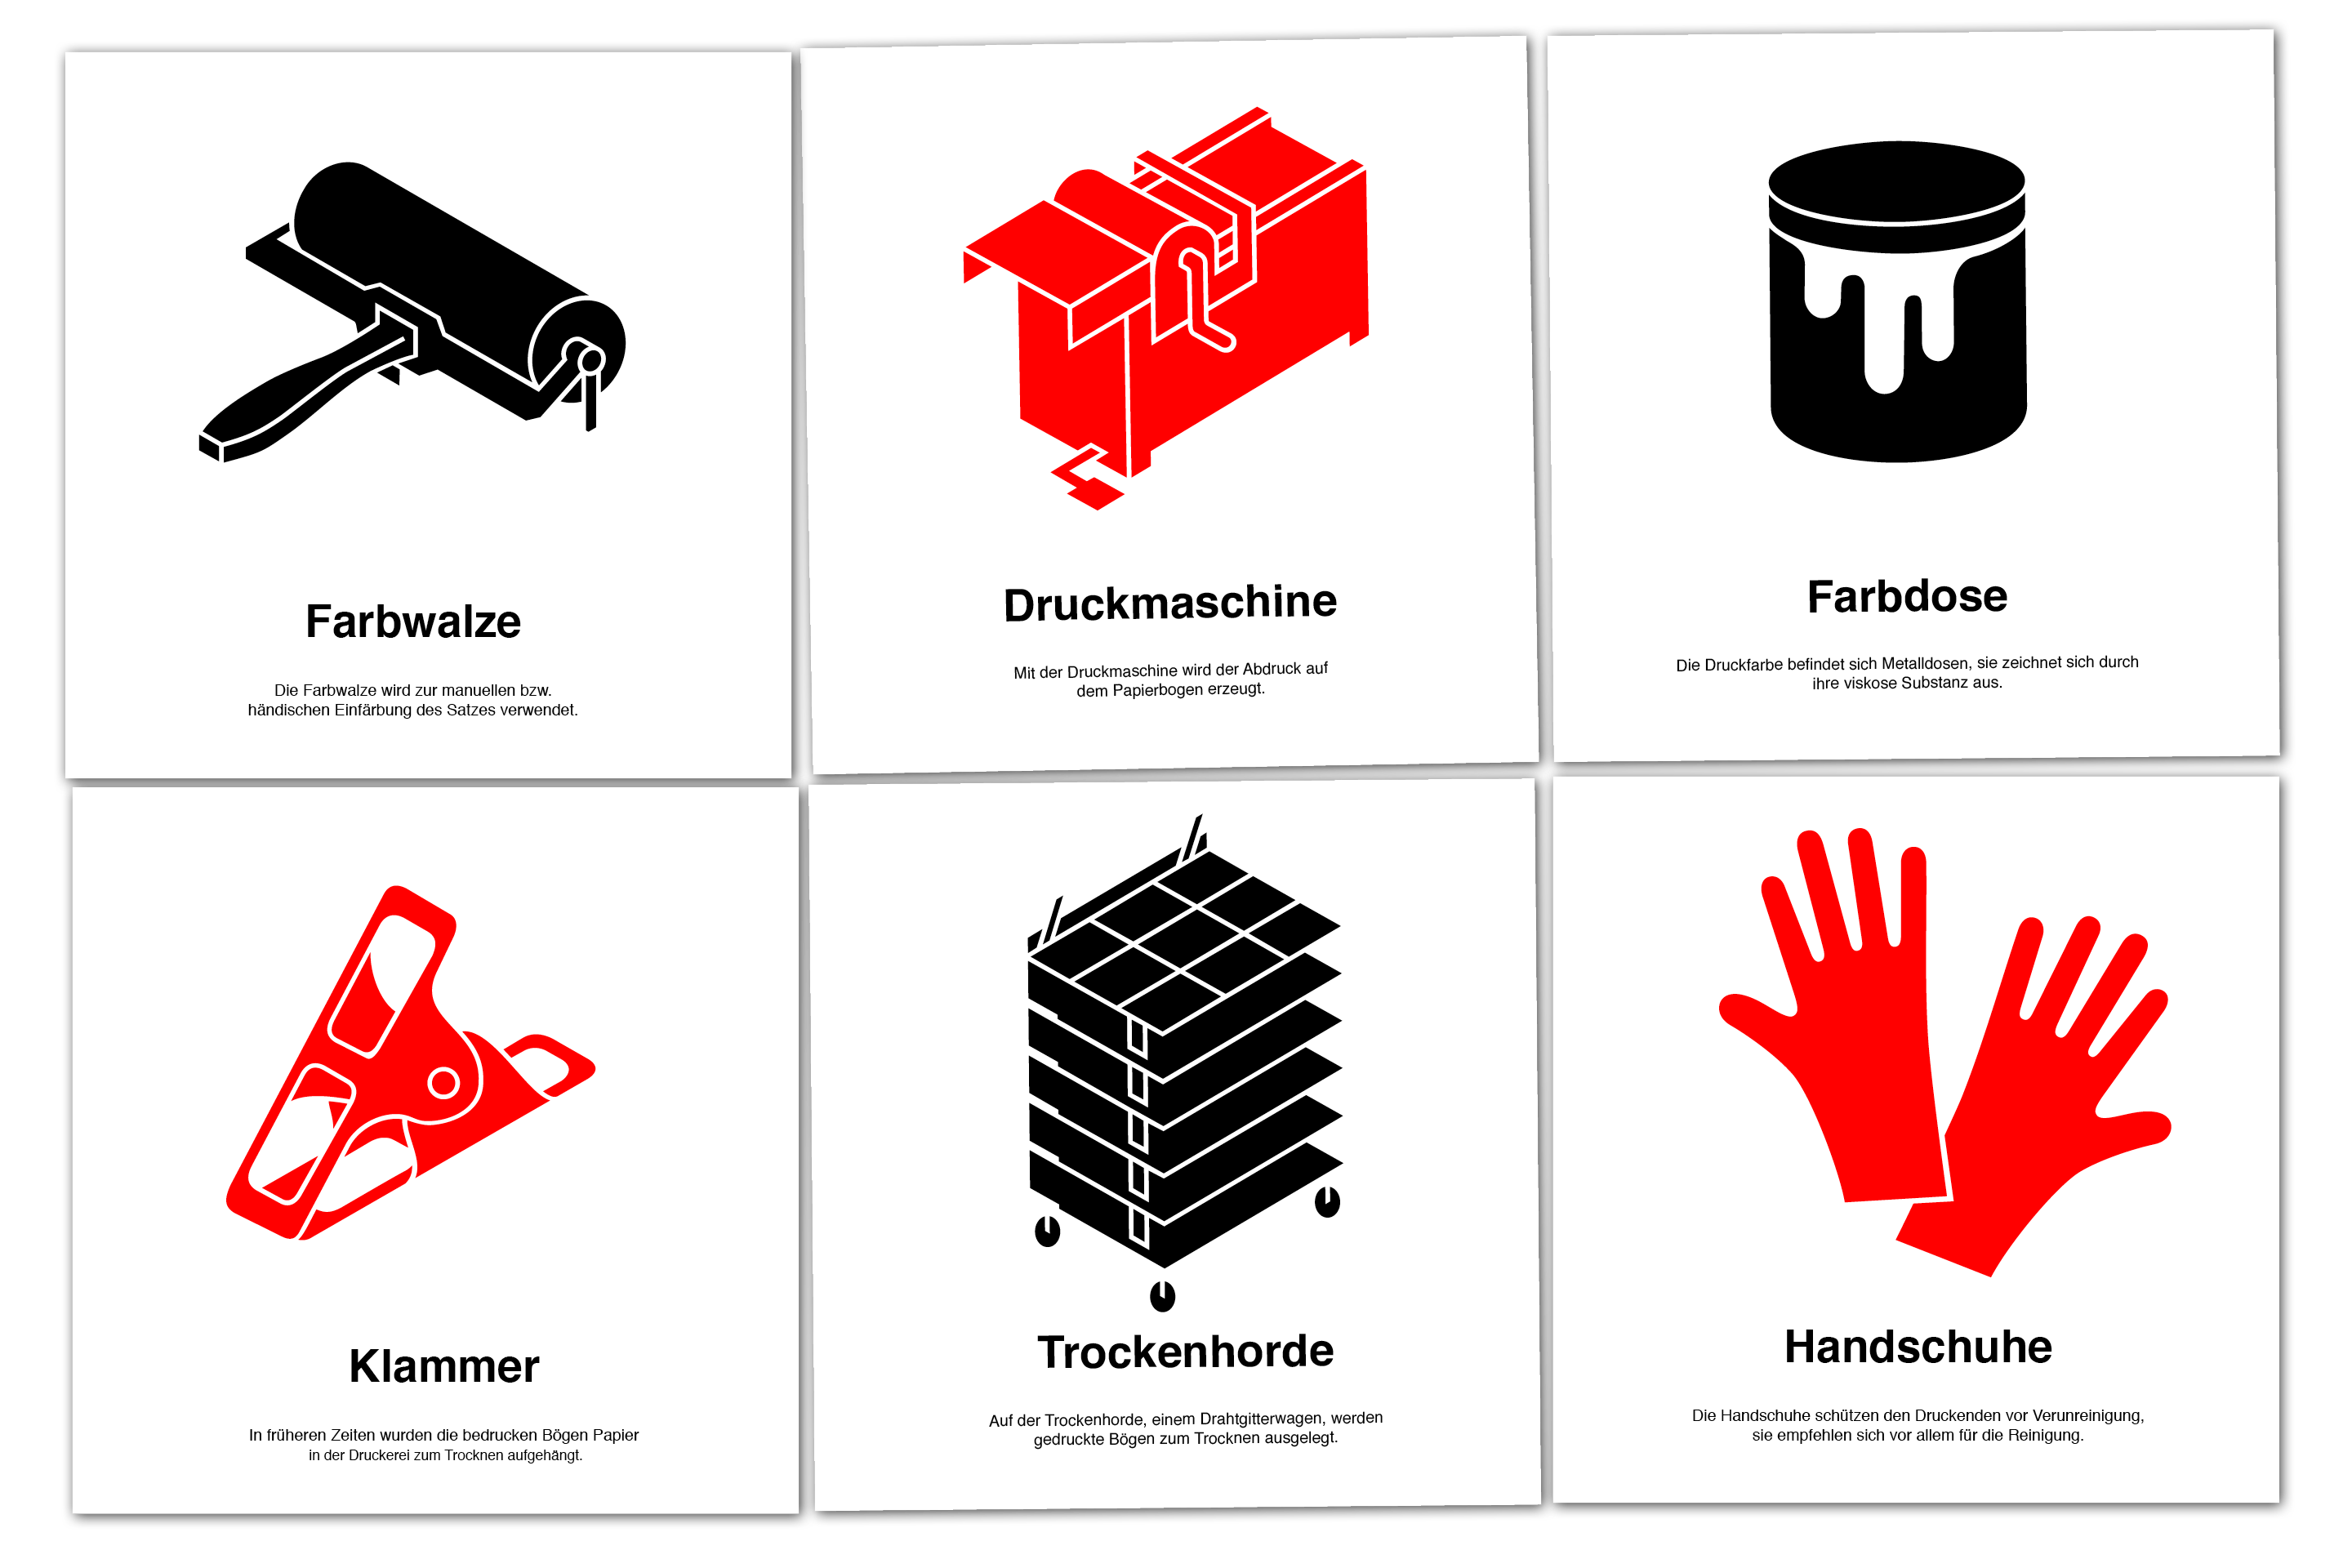 Farbwalze
Die Farbwalze wird zur manuellen bzw.
händischen Einfärbung des Satzes verwendet.
Druckmaschine
Mit der Druckmaschine wird der Abdruck auf
dem Papierbogen erzeugt.
Farbdose
Die Druckfarbe befindet sich Metalldosen, sie zeichnet sich durch
ihre viskose Substanz aus.
Klammer
In früheren Zeiten wurden die bedrucken Bögen Papier
in der Druckerei zum Trocknen aufgehängt.
Trockenhorde
Auf der Trockenhorde, einem Drahtgitterwagen, werden
gedruckte Bögen zum Trocknen ausgelegt.
Handschuhe
Die Handschuhe schützen den Druckenden vor Verunreinigung,
sie empfehlen sich vor allem für die Reinigung.